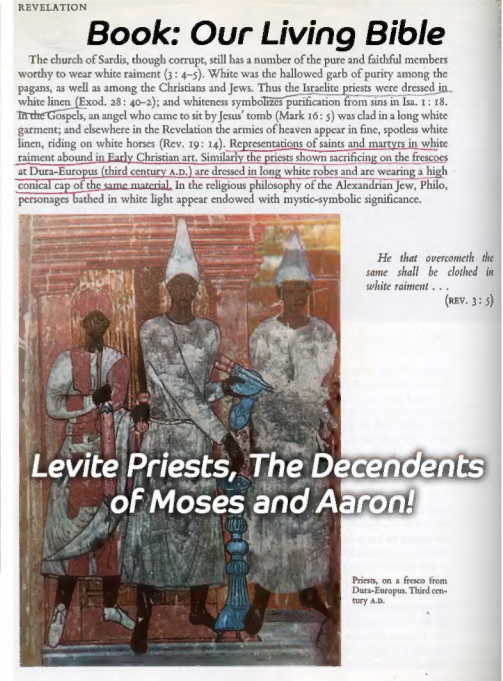 REVELATION
Book: Our Living Bible
The church of Sardis, though corrupt, still has a number of the pure and faithful members
worthy to wear white raiment (3 : 4–5). White was the hallowed garb of purity among the
pagans, as well as among the Christians and Jews. Thus the Israelite priests were dressed in
white linen (Exod. 28 : 40–2); and whiteness symbolizes purification from sins in Isa. 1 : 18.
In the Gospels, an angel who came to sit by Jesus' tomb (Mark 16 : 5) was clad in a long white
garment; and elsewhere in the Revelation the armies of heaven appear in fine, spotless white
linen, riding on white horses (Rev. 19 : 14). Representations of saints and martyrs in white
raiment abound in Early Christian art. Similarly the priests shown sacrificing on the frescoes
at Dura-Europus (third century A.D.) are dressed in long white robes and are wearing a high
conical cap of the same material. In the religious philosophy of the Alexandrian Jew, Philo,
personages bathed in white light appear endowed with mystic-symbolic significance.
He that overcometh the
same shall be clothed in
white raiment . . .
(REV. 3 : 5)
Levite Priests, The Decendents
of Moses and Aaron!
Priests, on a fresco from
Dura-Europus. Third cen-
tury A.D.